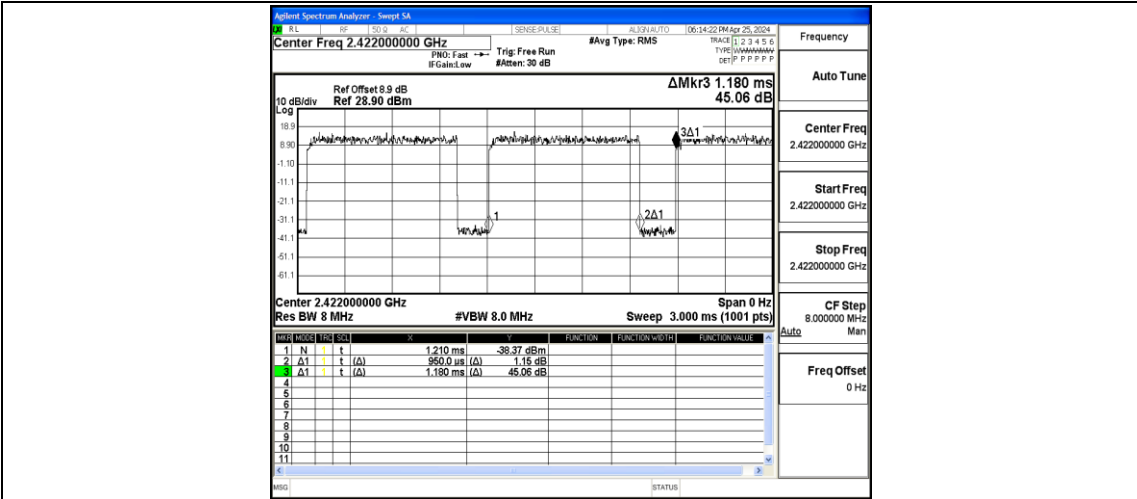 Agilent Spectrum Analyzer - Swept SA
RL RF 50 Ω AC SENSE:PULSE ALIGN AUTO 06:14:22 PM Apr 25, 2024
Center Freq 2.422000000 GHz #Avg Type: RMS TRACE 1 2 3 4 5 6
PNO: Fast Trig: Free Run TYPE
IFGain:Low #Atten: 30 dB DET P P P P P P
Frequency
ΔMkr3 1.180 ms
45.06 dB
Ref Offset 8.9 dB
10 dB/div Ref 28.90 dBm
Log
18.9
8.90
-1.10
-11.1
-21.1
-31.1
-41.1
-51.1
-61.1
3Δ1
1
2Δ1
Center 2.422000000 GHz Span 0 Hz
Res BW 8 MHz #VBW 8.0 MHz Sweep 3.000 ms (1001 pts)
MKR MODE TRC SCL X Y FUNCTION FUNCTION WIDTH FUNCTION VALUE
1 N 1 t 1.210 ms -38.37 dBm
2 Δ1 1 t (Δ) 950.0 µs (Δ) 1.15 dB
3 Δ1 1 t (Δ) 1.180 ms (Δ) 45.06 dB
4
5
6
7
8
9
10
11
MSG STATUS
Auto Tune
Center Freq
2.422000000 GHz
Start Freq
2.422000000 GHz
Stop Freq
2.422000000 GHz
CF Step
8.000000 MHz
Auto Man
Freq Offset
0 Hz